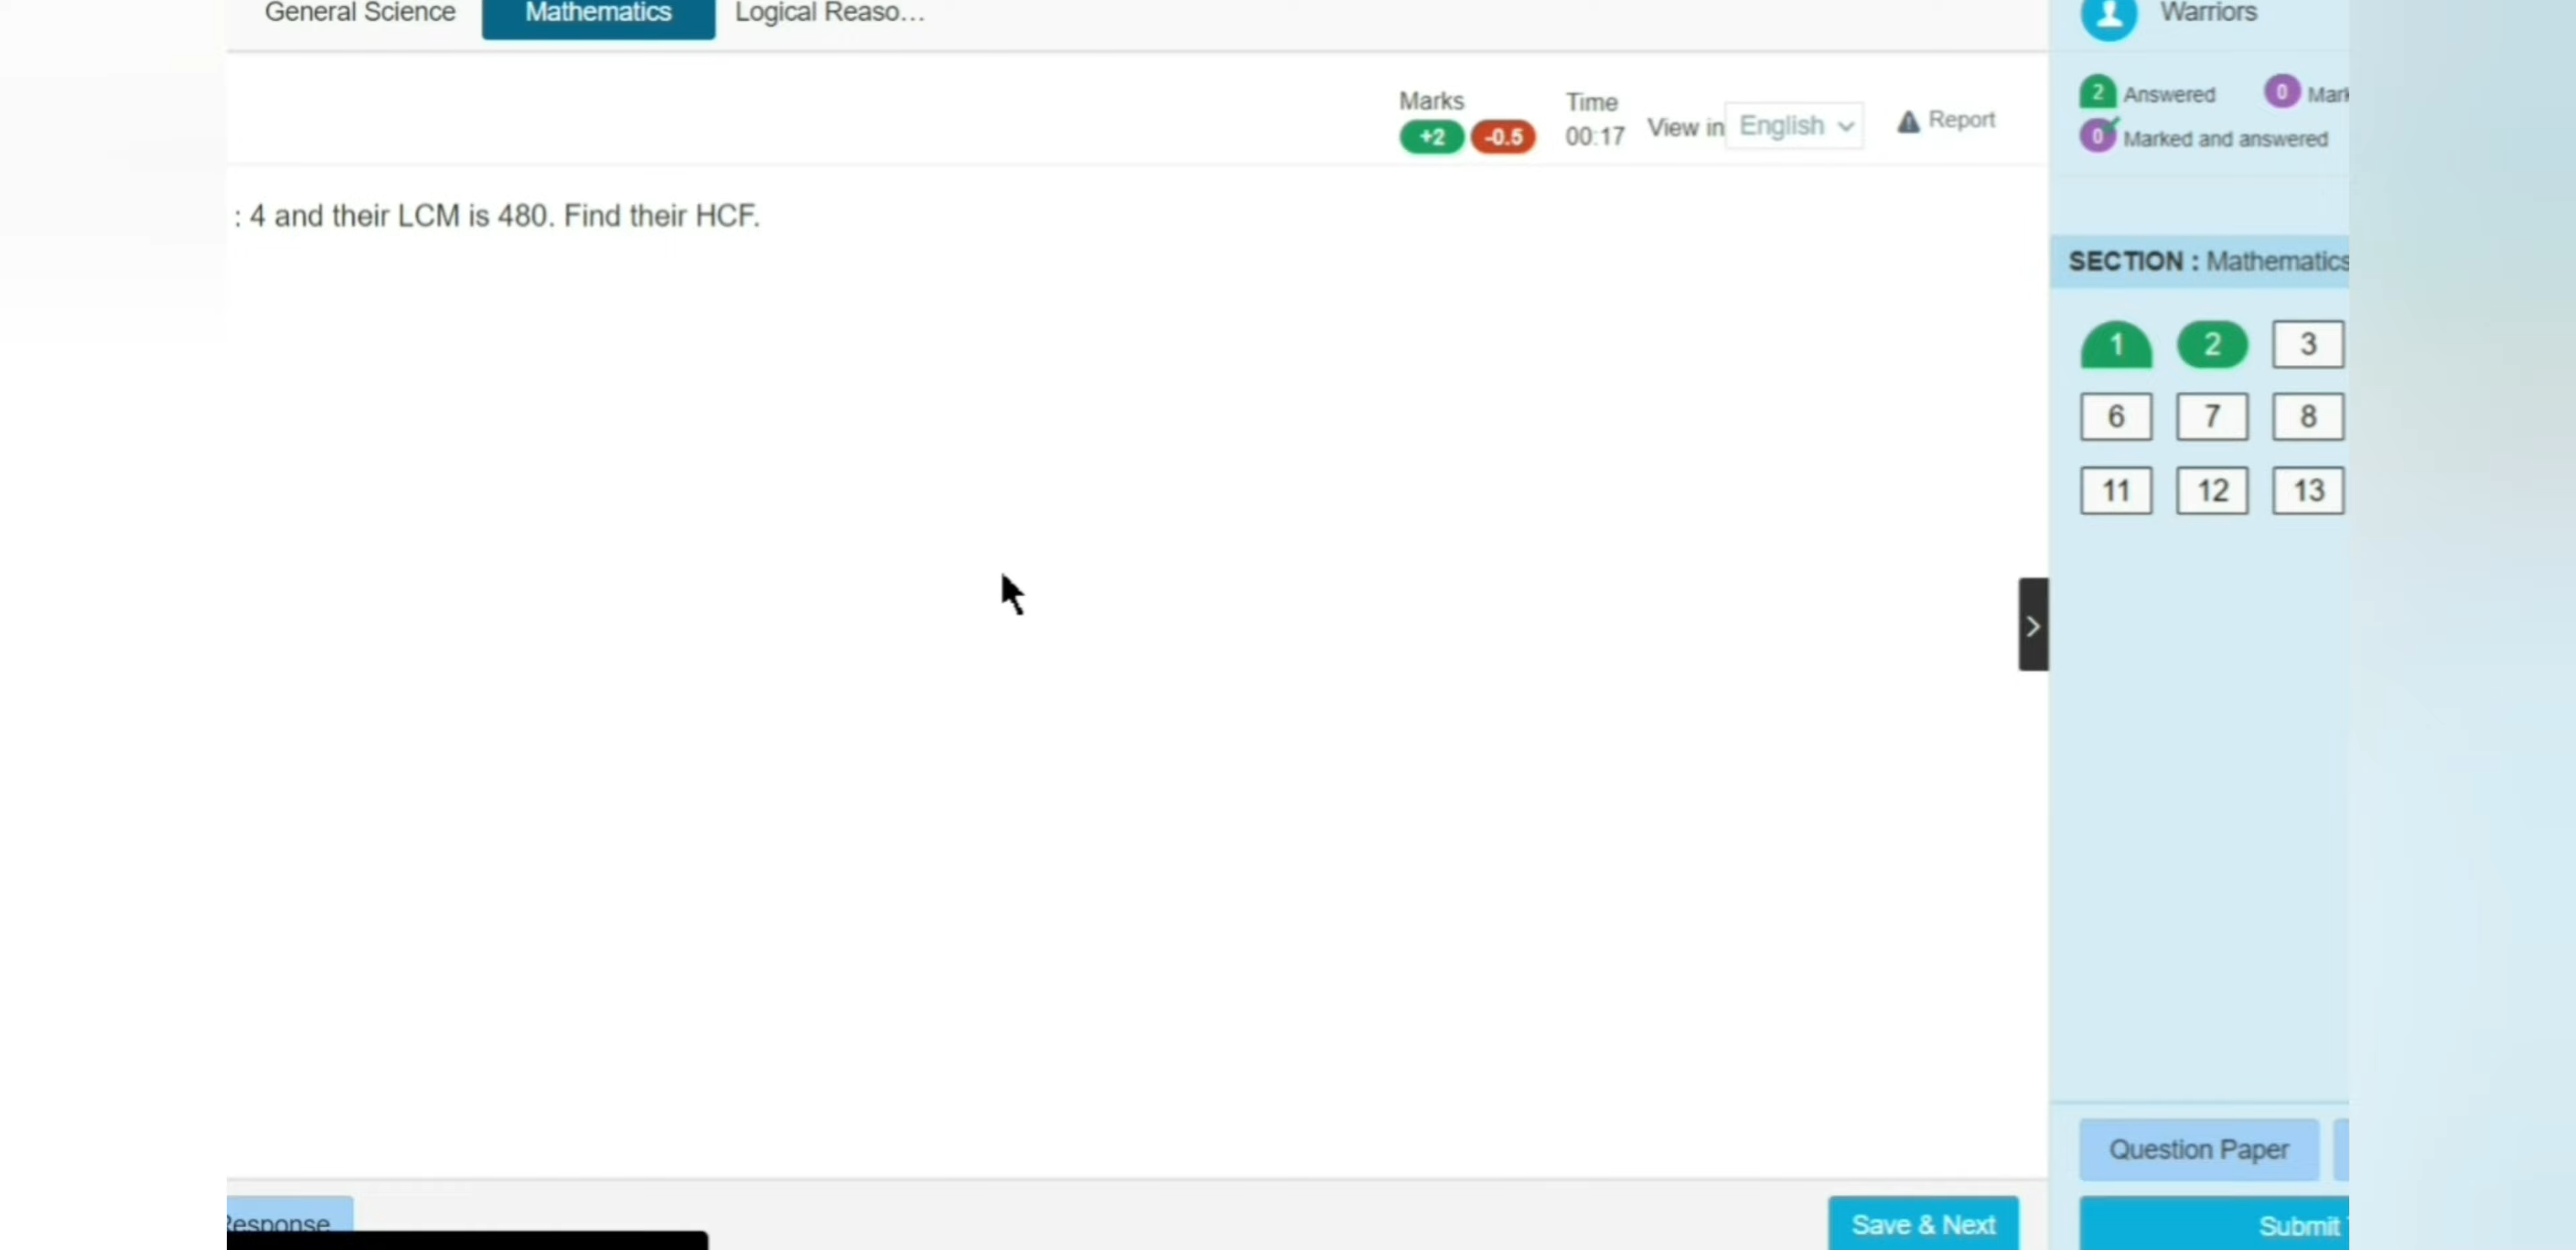 General Science Mathematics Logical Reaso... Warriors
Marks Time
+2 -0.5 00:17 View in English Report
2 Answered 0 Mark
0 Marked and answered
: 4 and their LCM is 480. Find their HCF.
SECTION : Mathematics
1 2 3
6 7 8
11 12 13
Question Paper
Response Save & Next Submit